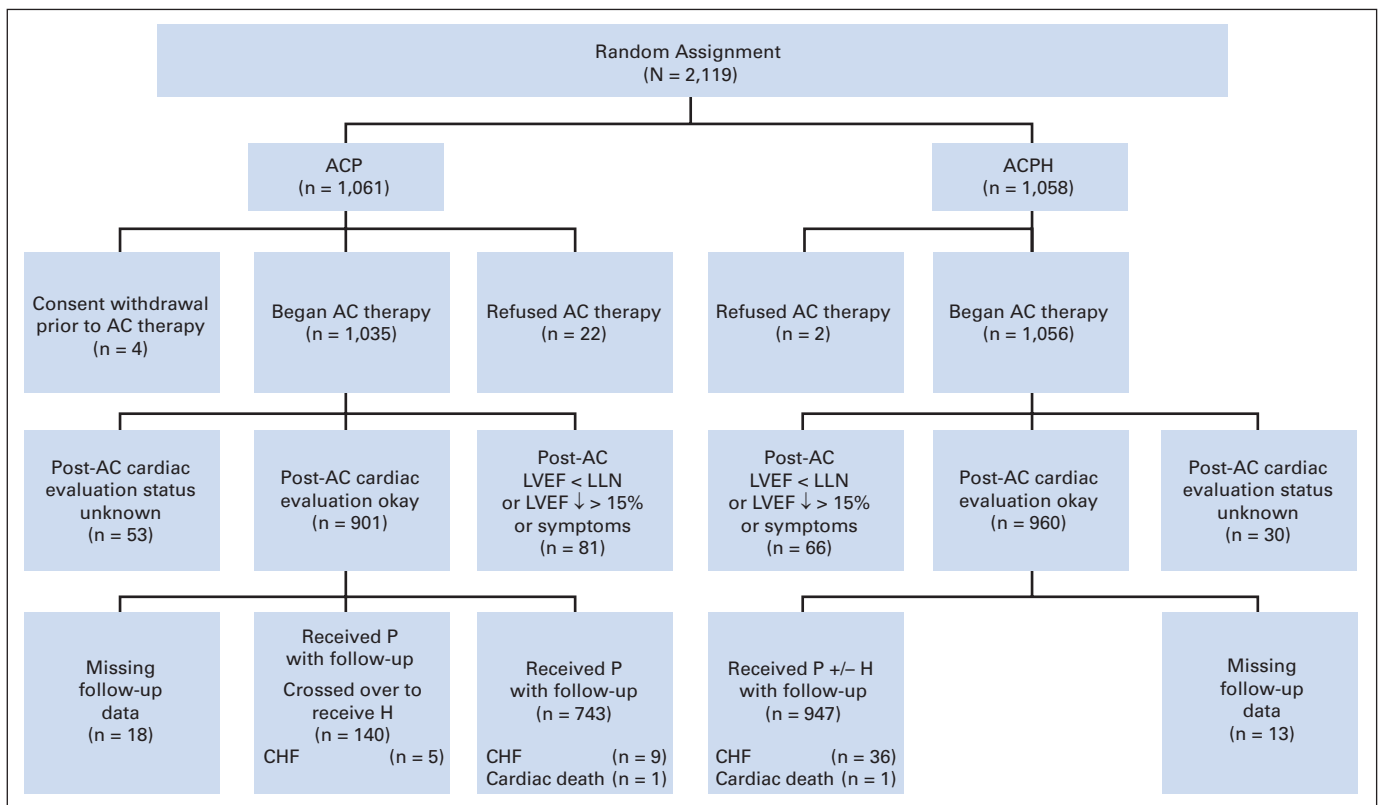 Random Assignment
(N = 2,119)
ACP
(n = 1,061)
ACPH
(n = 1,058)
Consent withdrawal
prior to AC therapy
(n = 4)
Began AC therapy
(n = 1,035)
Refused AC therapy
(n = 22)
Refused AC therapy
(n = 2)
Began AC therapy
(n = 1,056)
Post-AC cardiac
evaluation status
unknown
(n = 53)
Post-AC cardiac
evaluation okay
(n = 901)
Post-AC
LVEF < LLN
or LVEF ↓ > 15%
or symptoms
(n = 81)
Post-AC
LVEF < LLN
or LVEF ↓ > 15%
or symptoms
(n = 66)
Post-AC cardiac
evaluation okay
(n = 960)
Post-AC cardiac
evaluation status
unknown
(n = 30)
Missing
follow-up
data
(n = 18)
Received P
with follow-up
Crossed over to
receive H
(n = 140)
CHF (n = 5)
Received P
with follow-up
(n = 743)
CHF (n = 9)
Cardiac death (n = 1)
Received P +/– H
with follow-up
(n = 947)
CHF (n = 36)
Cardiac death (n = 1)
Missing
follow-up
data
(n = 13)